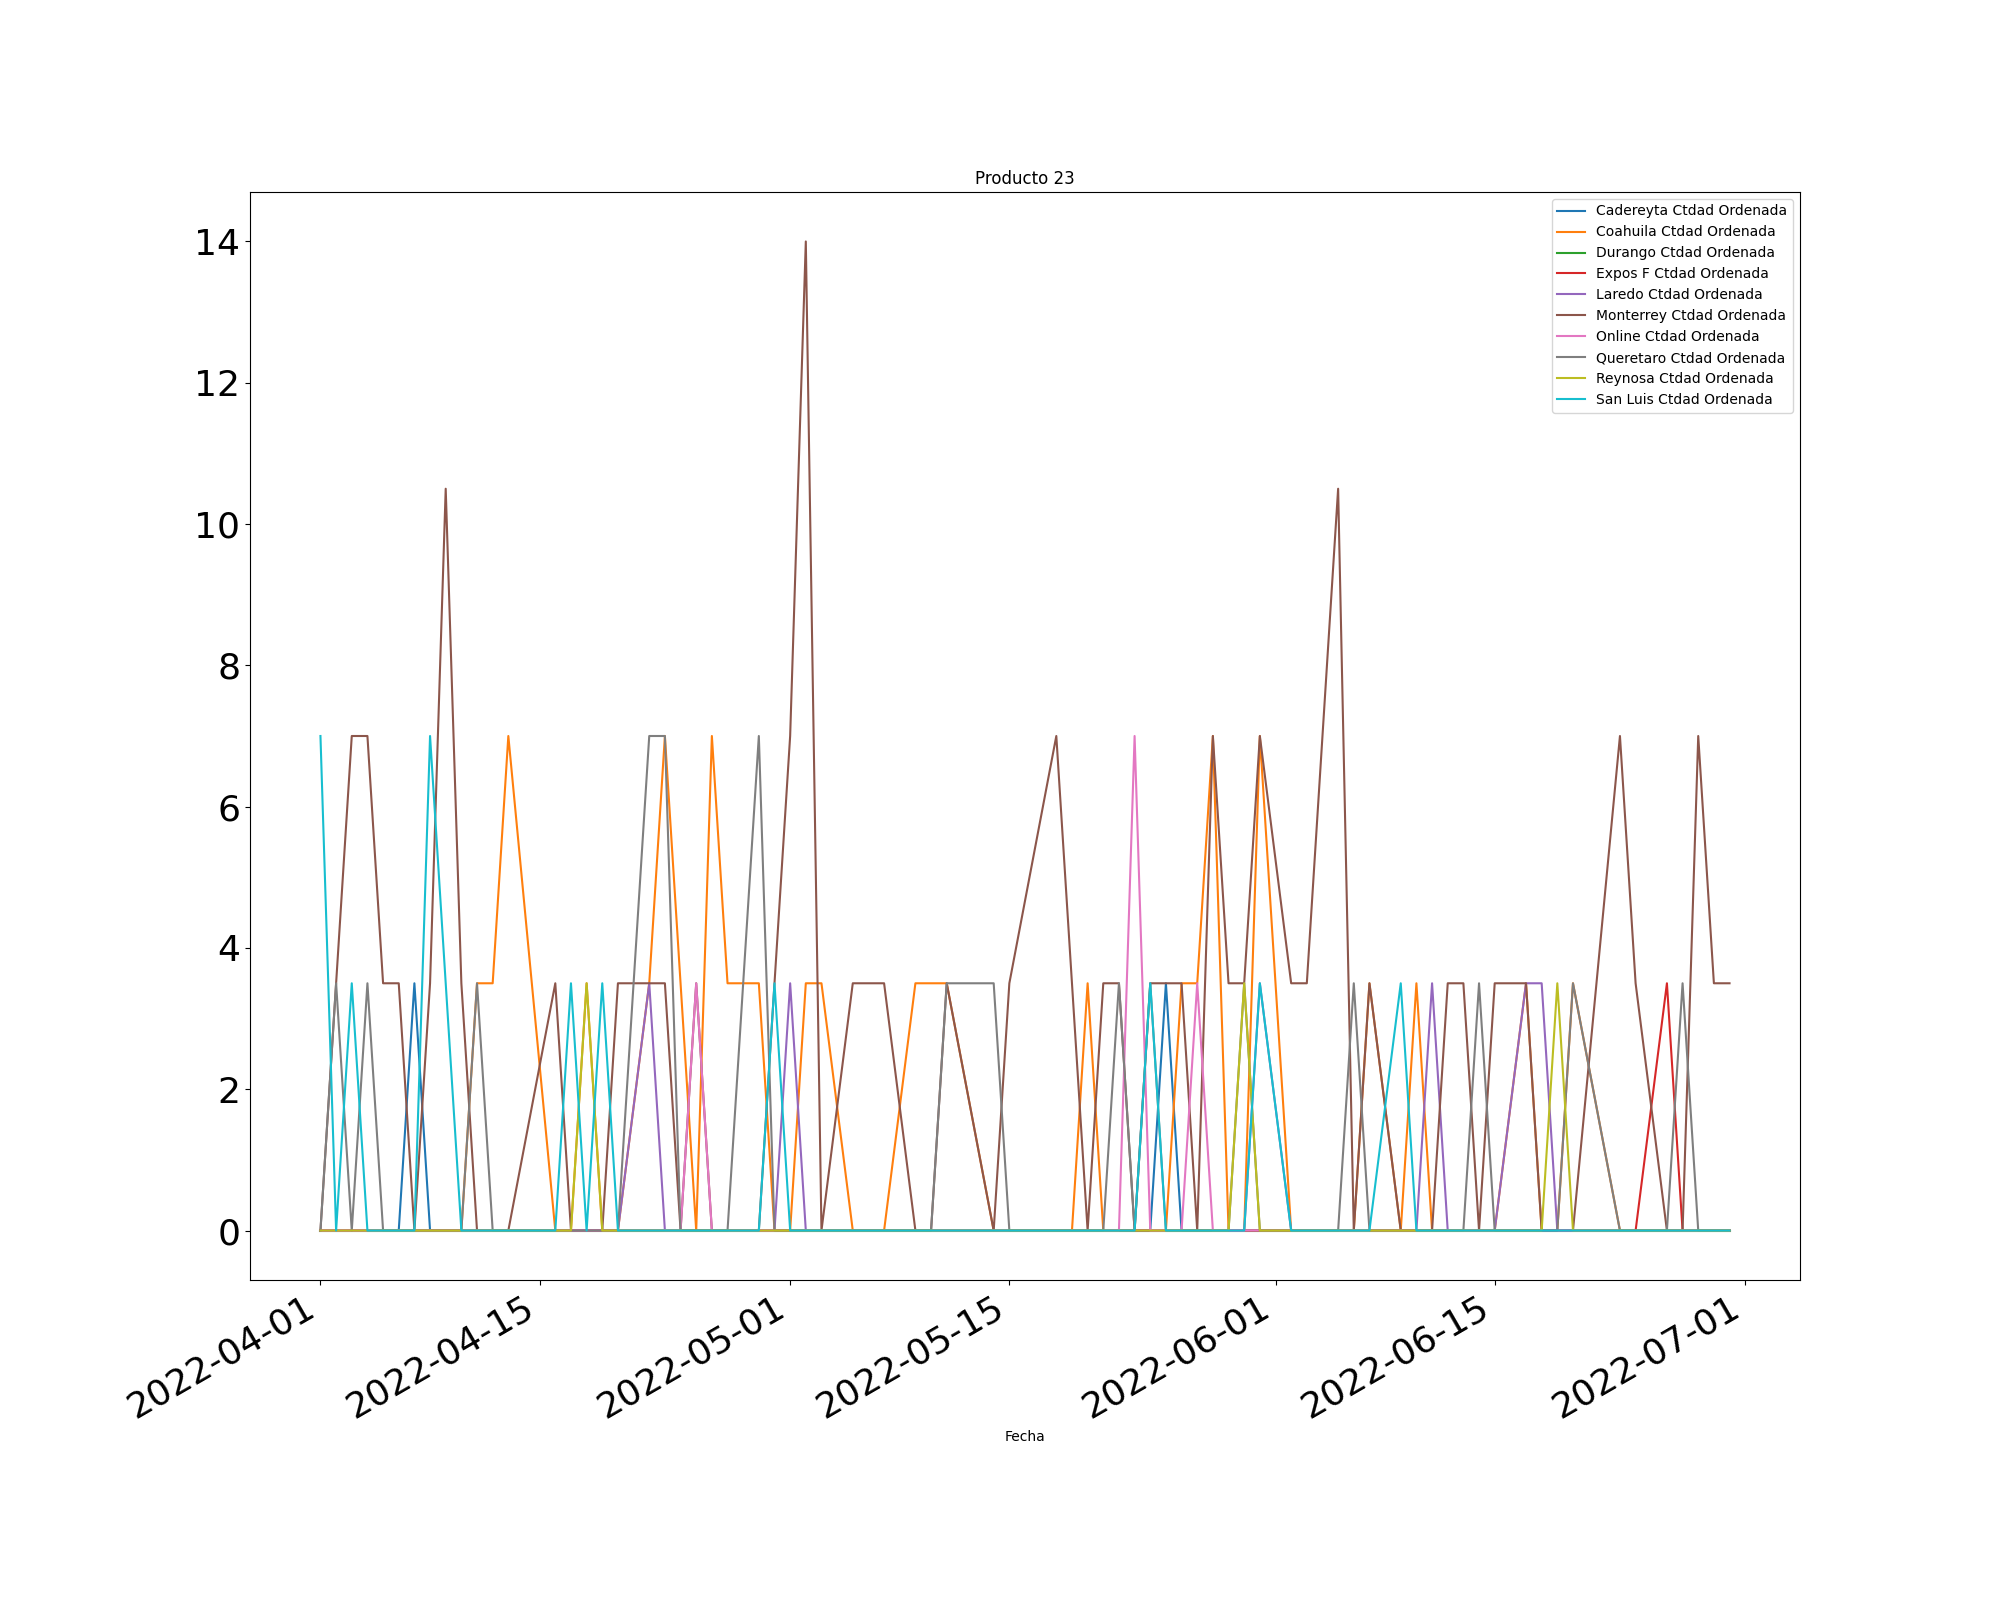 Producto 23
14
12
10
8
6
4
2
0
Cadereyta Ctdad Ordenada
Coahuila Ctdad Ordenada
Durango Ctdad Ordenada
Expos F Ctdad Ordenada
Laredo Ctdad Ordenada
Monterrey Ctdad Ordenada
Online Ctdad Ordenada
Queretaro Ctdad Ordenada
Reynosa Ctdad Ordenada
San Luis Ctdad Ordenada
2022-04-01
2022-04-15
2022-05-01
2022-05-15
2022-06-01
2022-06-15
2022-07-01
Fecha